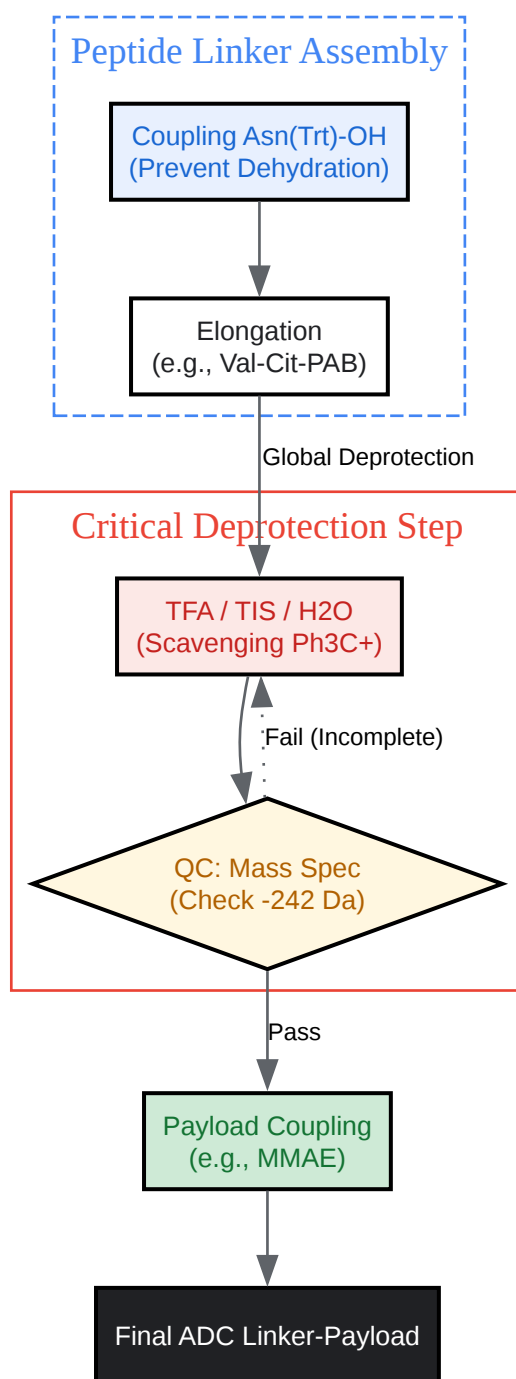 Peptide Linker Assembly
Coupling Asn(Trt)-OH
(Prevent Dehydration)
Elongation
(e.g., Val-Cit-PAB)
Global Deprotection
Critical Deprotection Step
TFA / TIS / H2O
(Scavenging Ph3C+)
Fail (Incomplete)
QC: Mass Spec
(Check -242 Da)
Pass
Payload Coupling
(e.g., MMAE)
Final ADC Linker-Payload